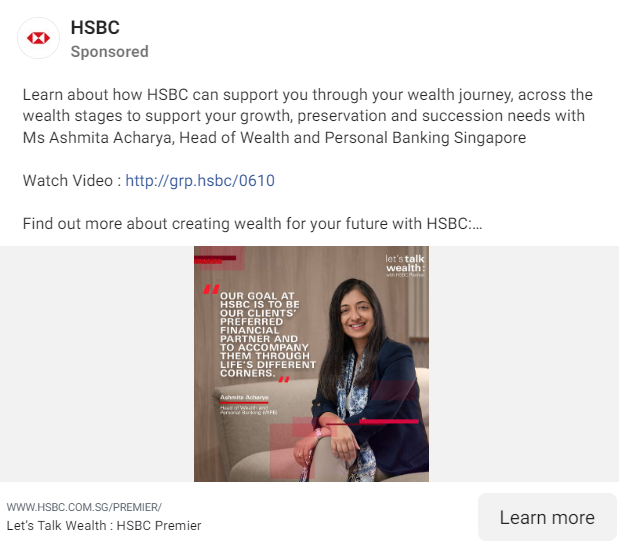 HSBC
Sponsored
Learn about how HSBC can support you through your wealth journey, across the
wealth stages to support your growth, preservation and succession needs with
Ms Ashmita Acharya, Head of Wealth and Personal Banking Singapore
Watch Video : http://grp.hsbc/0610
Find out more about creating wealth for your future with HSBC:...
let's talk
wealth:
with HSBC Premier
“OUR GOAL AT
HSBC IS TO BE
OUR CLIENTS'
PREFERRED
FINANCIAL
PARTNER AND
TO ACCOMPANY
THEM THROUGH
LIFE'S DIFFERENT
CORNERS.”
Ashmita Acharya
Head of Wealth and
Personal Banking
WWW.HSBC.COM.SG/PREMIER/
Let's Talk Wealth : HSBC Premier
Learn more